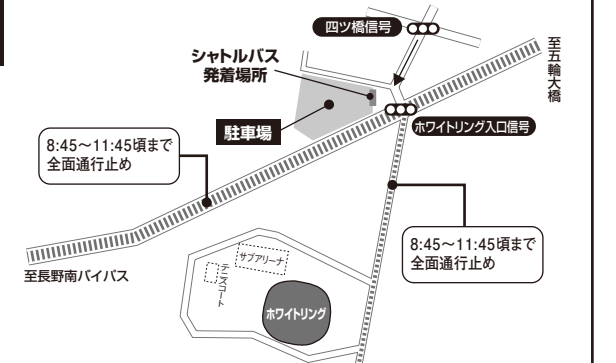 四ツ橋信号
至五輪大橋
シャトルバス
発着場所
駐車場
ホワイトリング入口信号
8:45～11:45頃まで
全面通行止め
8:45～11:45頃まで
全面通行止め
至長野南バイパス
サブアリーナ
テニスコート
ホワイトリング